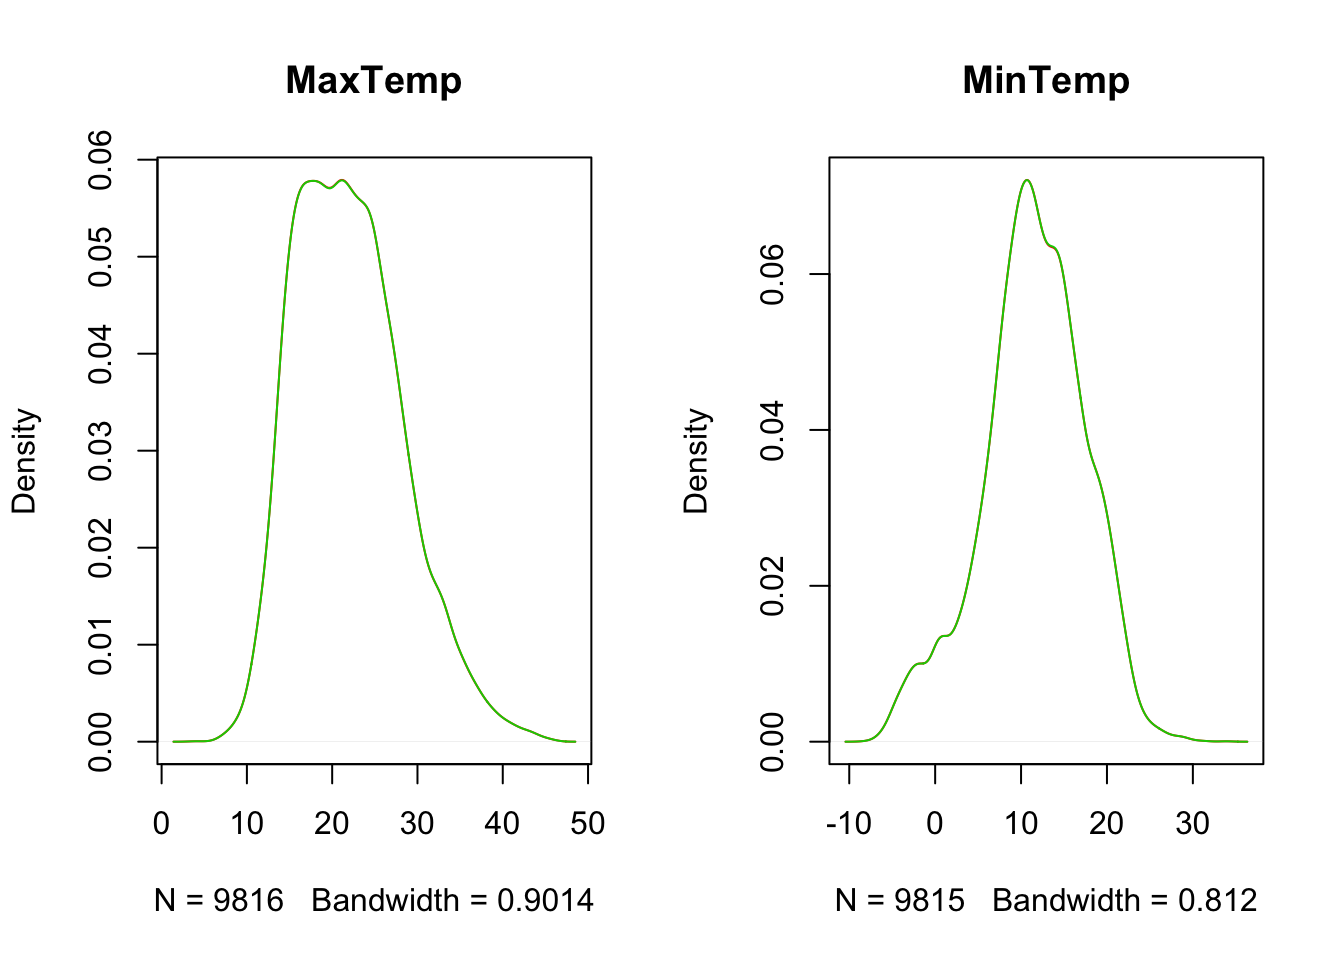 MaxTemp
Density
0.06
0.05
0.04
0.03
0.02
0.01
0.00
0 10 20 30 40 50
N = 9816 Bandwidth = 0.9014
MinTemp
Density
0.06
0.04
0.02
0.00
-10 0 10 20 30
N = 9815 Bandwidth = 0.812